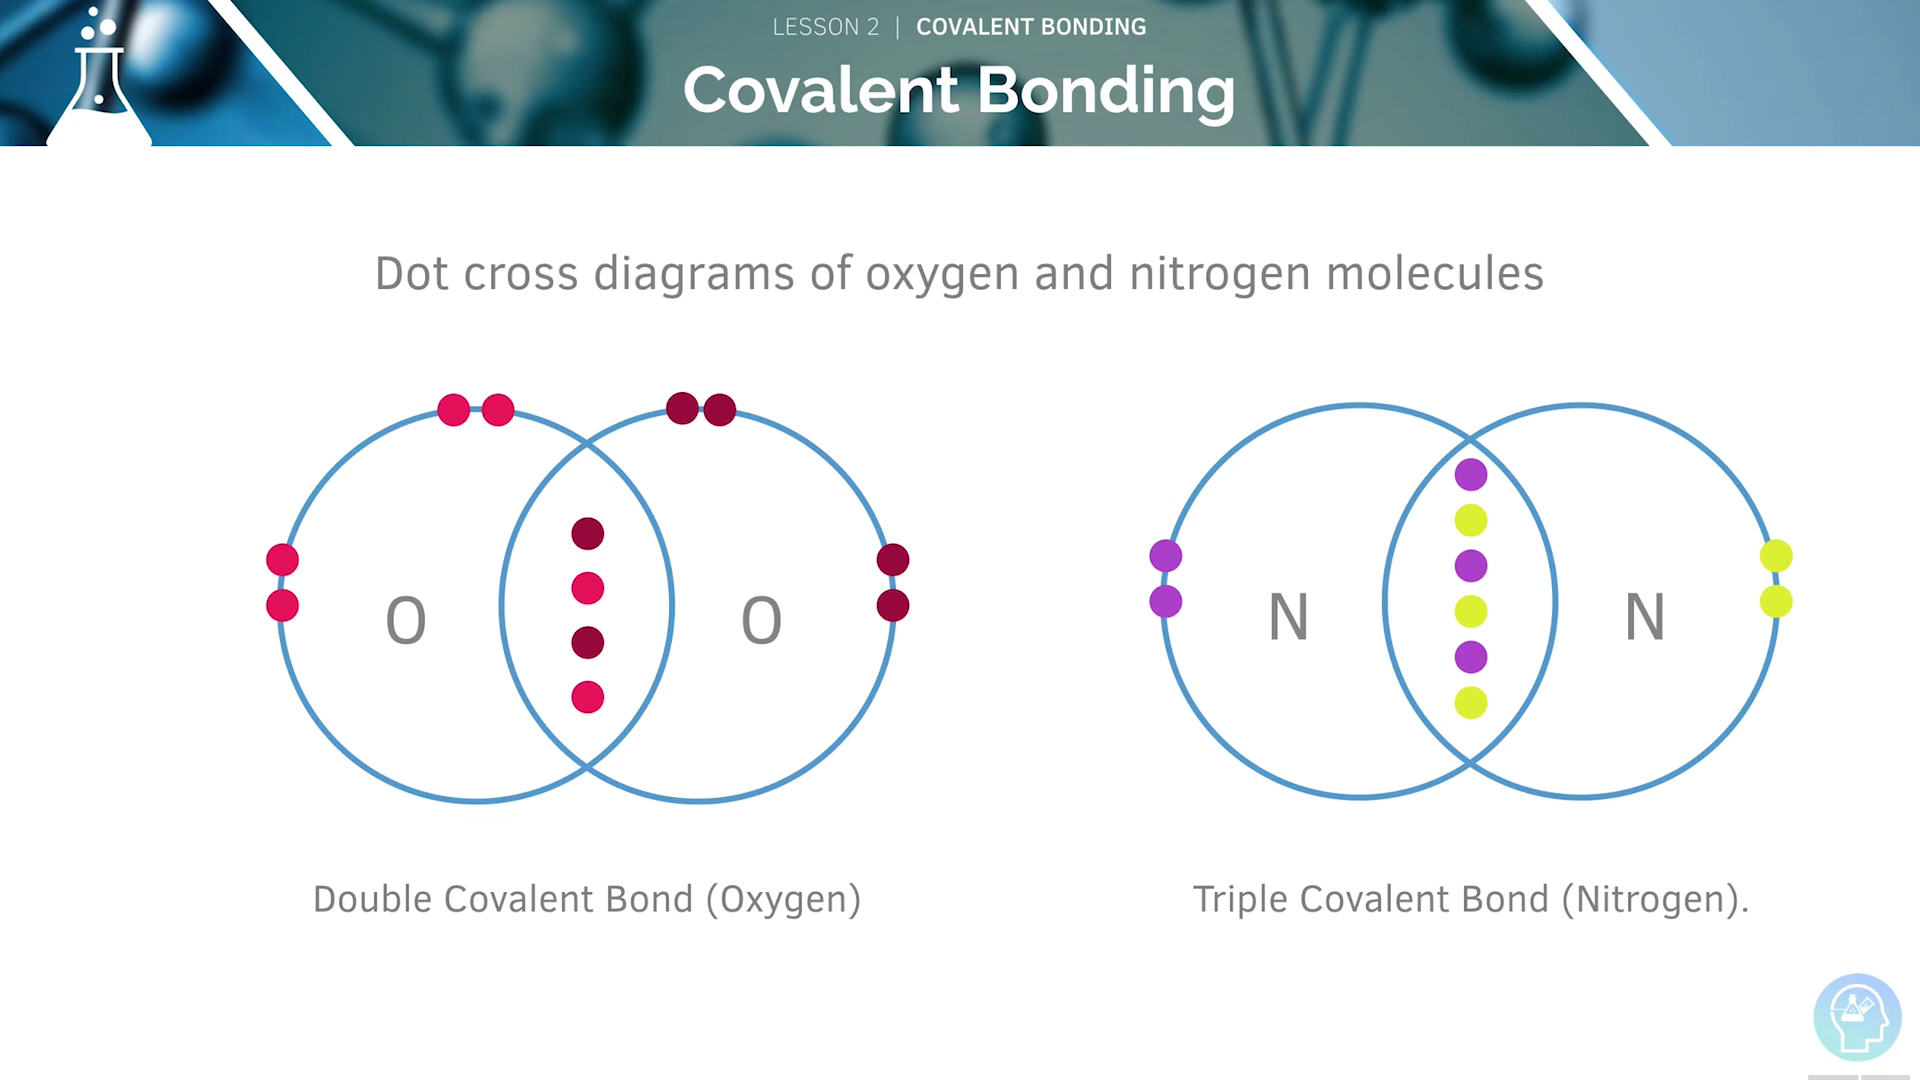 LESSON 2 | COVALENT BONDING
Covalent Bonding
Dot cross diagrams of oxygen and nitrogen molecules
O O N N
Double Covalent Bond (Oxygen) Triple Covalent Bond (Nitrogen).